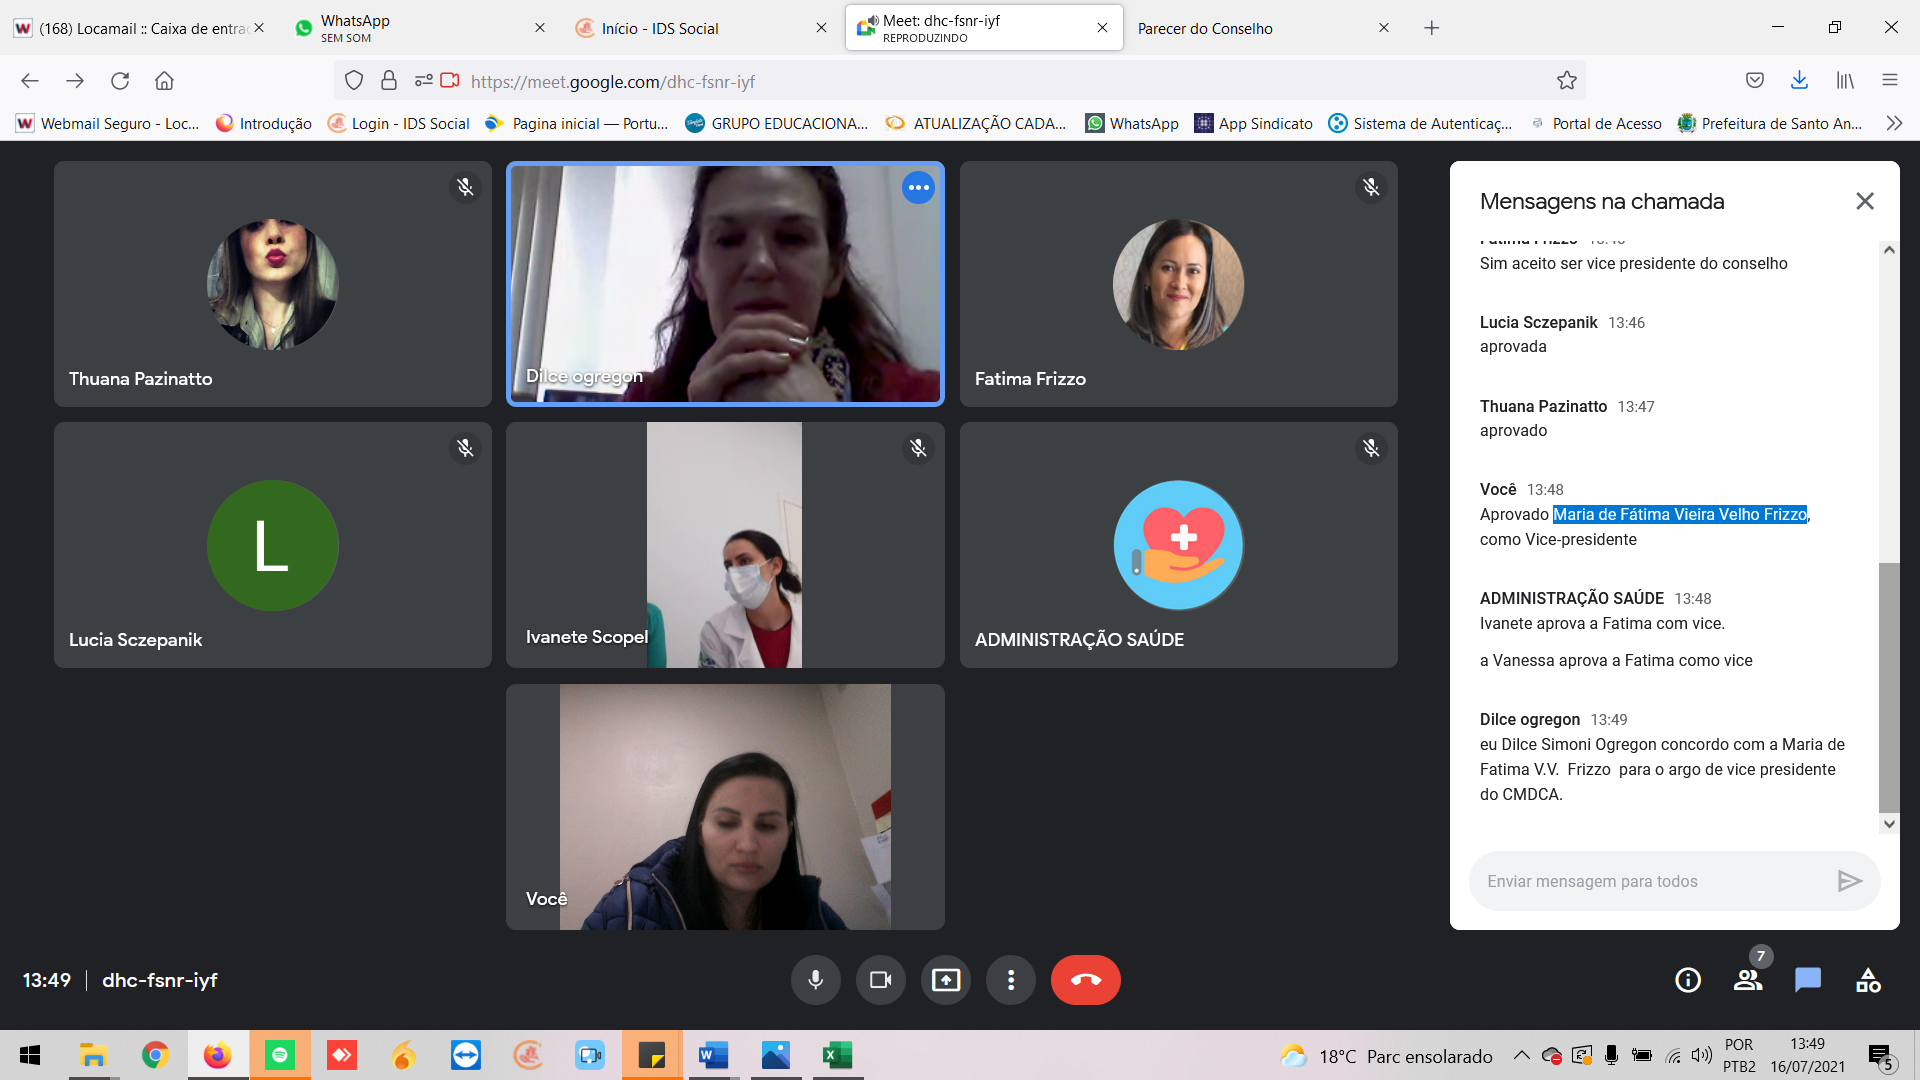 (168) Locamail :: Caixa de entra
WhatsApp
SEM SOM
Início - IDS Social
Meet: dhc-fsnr-iyf
REPRODUZINDO
Parecer do Conselho
https://meet.google.com/dhc-fsnr-iyf
Webmail Seguro - Loc...
Introdução
Login - IDS Social
Pagina inicial — Portu...
GRUPO EDUCACIONA...
ATUALIZAÇÃO CADA...
WhatsApp
App Sindicato
Sistema de Autenticaç...
Portal de Acesso
Prefeitura de Santo An...
Thuana Pazinatto
Dilce ogregon
Fatima Frizzo
L
Lucia Sczepanik
Ivanete Scopel
ADMINISTRAÇÃO SAÚDE
Você
Mensagens na chamada
Fatima Frizzo
Sim aceito ser vice presidente do conselho
Lucia Sczepanik 13:46
aprovada
Thuana Pazinatto 13:47
aprovado
Você 13:48
Aprovado Maria de Fátima Vieira Velho Frizzo,
como Vice-presidente
ADMINISTRAÇÃO SAÚDE 13:48
Ivanete aprova a Fatima com vice.
a Vanessa aprova a Fatima como vice
Dilce ogregon 13:49
eu Dilce Simoni Ogregon concordo com a Maria de
Fatima V.V. Frizzo para o argo de vice presidente
do CMDCA.
Enviar mensagem para todos
13:49 | dhc-fsnr-iyf
7
18°C Parc ensolarado
POR
PTB2
13:49
16/07/2021
5